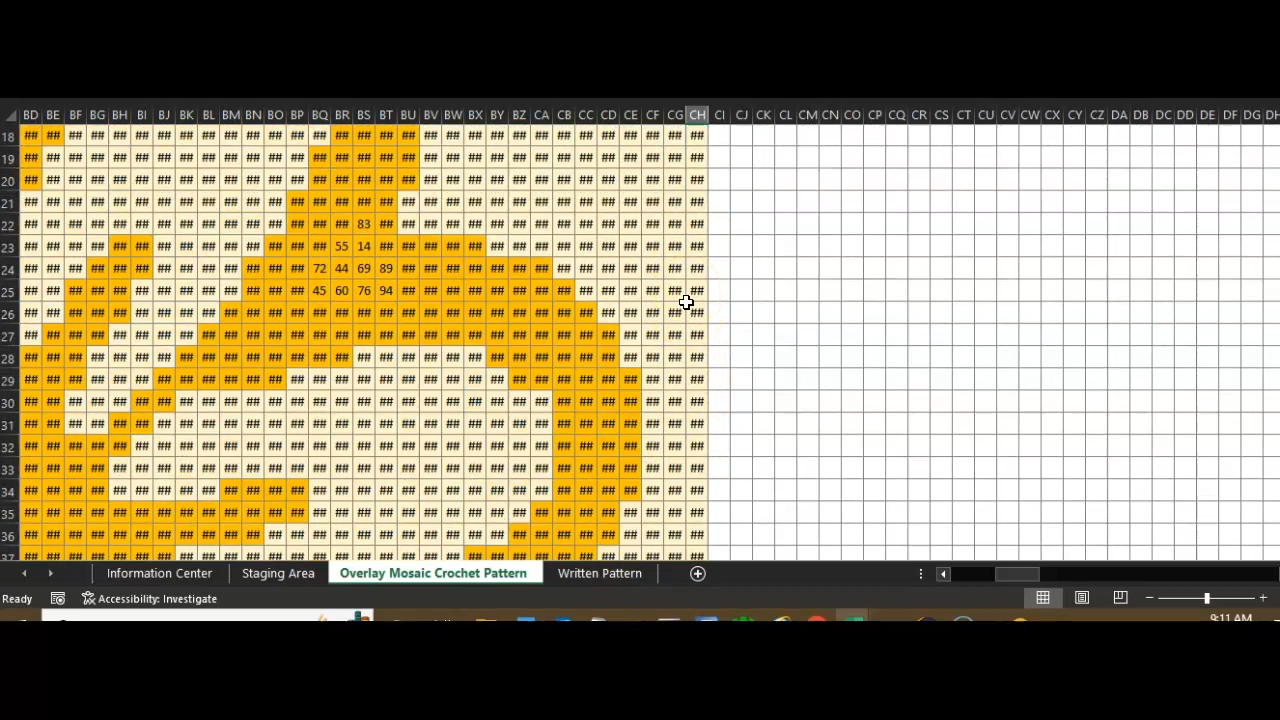 BD BE BF BG BH BI BJ BK BL BM BN BO BP BQ BR BS BT BU BV BW BX BY BZ CA CB CC CD CE CF CG CH CI CJ CK CL CM CN CO CP CQ CR CS CT CU CV CW CX CY CZ DA DB DC DD DE DF DG DH
18 ## ## ## ## ## ## ## ## ## ## ## ## ## ## ## ## ## ## ## ## ## ## ## ## ## ## ## ## ## ## ##
19 ## ## ## ## ## ## ## ## ## ## ## ## ## ## ## ## ## ## ## ## ## ## ## ## ## ## ## ## ## ## ##
20 ## ## ## ## ## ## ## ## ## ## ## ## ## ## ## ## ## ## ## ## ## ## ## ## ## ## ## ## ## ## ##
21 ## ## ## ## ## ## ## ## ## ## ## ## ## ## ## ## ## ## ## ## ## ## ## ## ## ## ## ## ## ## ##
22 ## ## ## ## ## ## ## ## ## ## ## ## ## ## ## 83 ## ## ## ## ## ## ## ## ## ## ## ## ## ## ##
23 ## ## ## ## ## ## ## ## ## ## ## ## ## ## 55 14 ## ## ## ## ## ## ## ## ## ## ## ## ## ## ##
24 ## ## ## ## ## ## ## ## ## ## ## ## ## 72 44 69 89 ## ## ## ## ## ## ## ## ## ## ## ## ## ##
25 ## ## ## ## ## ## ## ## ## ## ## ## ## 45 60 76 94 ## ## ## ## ## ## ## ## ## ## ## ## ## ##
26 ## ## ## ## ## ## ## ## ## ## ## ## ## ## ## ## ## ## ## ## ## ## ## ## ## ## ## ## ## ## ##
27 ## ## ## ## ## ## ## ## ## ## ## ## ## ## ## ## ## ## ## ## ## ## ## ## ## ## ## ## ## ## ##
28 ## ## ## ## ## ## ## ## ## ## ## ## ## ## ## ## ## ## ## ## ## ## ## ## ## ## ## ## ## ## ##
29 ## ## ## ## ## ## ## ## ## ## ## ## ## ## ## ## ## ## ## ## ## ## ## ## ## ## ## ## ## ## ##
30 ## ## ## ## ## ## ## ## ## ## ## ## ## ## ## ## ## ## ## ## ## ## ## ## ## ## ## ## ## ## ##
31 ## ## ## ## ## ## ## ## ## ## ## ## ## ## ## ## ## ## ## ## ## ## ## ## ## ## ## ## ## ## ##
32 ## ## ## ## ## ## ## ## ## ## ## ## ## ## ## ## ## ## ## ## ## ## ## ## ## ## ## ## ## ## ##
33 ## ## ## ## ## ## ## ## ## ## ## ## ## ## ## ## ## ## ## ## ## ## ## ## ## ## ## ## ## ## ##
34 ## ## ## ## ## ## ## ## ## ## ## ## ## ## ## ## ## ## ## ## ## ## ## ## ## ## ## ## ## ## ##
35 ## ## ## ## ## ## ## ## ## ## ## ## ## ## ## ## ## ## ## ## ## ## ## ## ## ## ## ## ## ## ##
36 ## ## ## ## ## ## ## ## ## ## ## ## ## ## ## ## ## ## ## ## ## ## ## ## ## ## ## ## ## ## ##
37 ## ## ## ## ## ## ## ## ## ## ## ## ## ## ## ## ## ## ## ## ## ## ## ## ## ## ## ## ## ## ##
Information Center Staging Area Overlay Mosaic Crochet Pattern Written Pattern
Ready Accessibility: Investigate
9:11 AM